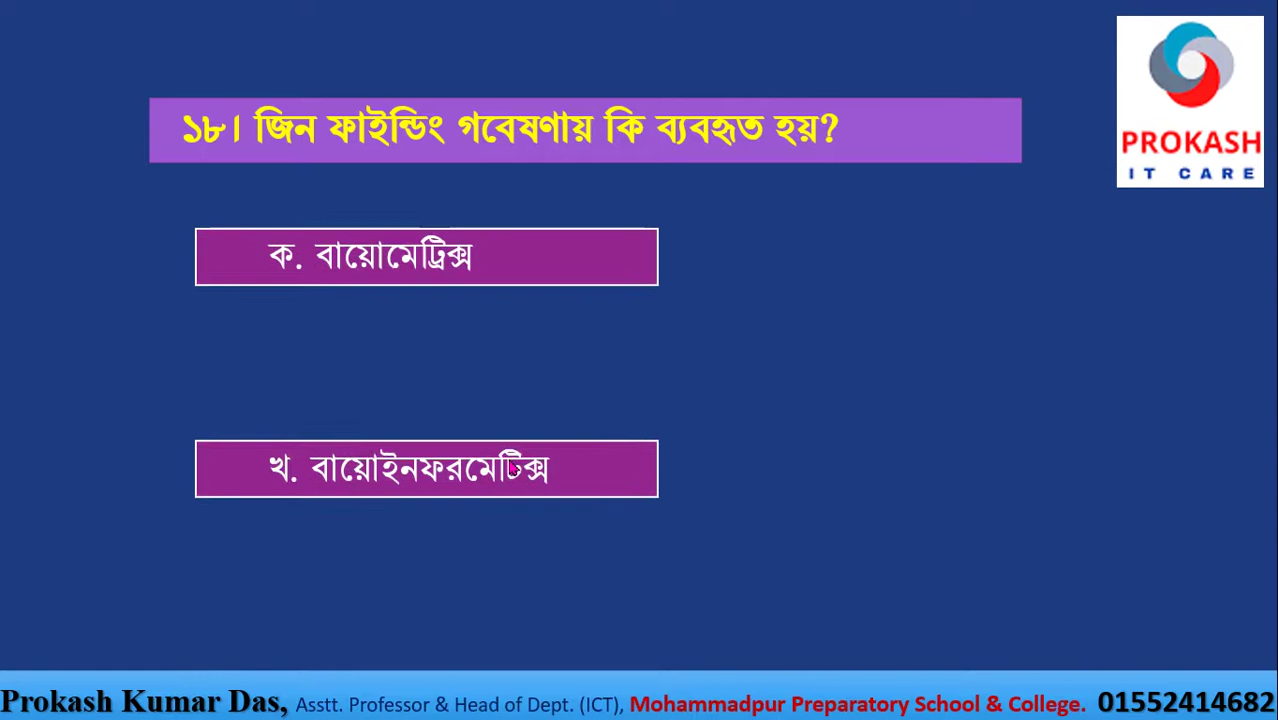 PROKASH
IT CARE
১৮। জিন ফাইন্ডিং গবেষণায় কি ব্যবহৃত হয়?
ক. বায়োমেট্রিক্স
খ. বায়োইনফরমেটিক্স
Prokash Kumar Das, Asstt. Professor & Head of Dept. (ICT), Mohammadpur Preparatory School & College. 01552414682